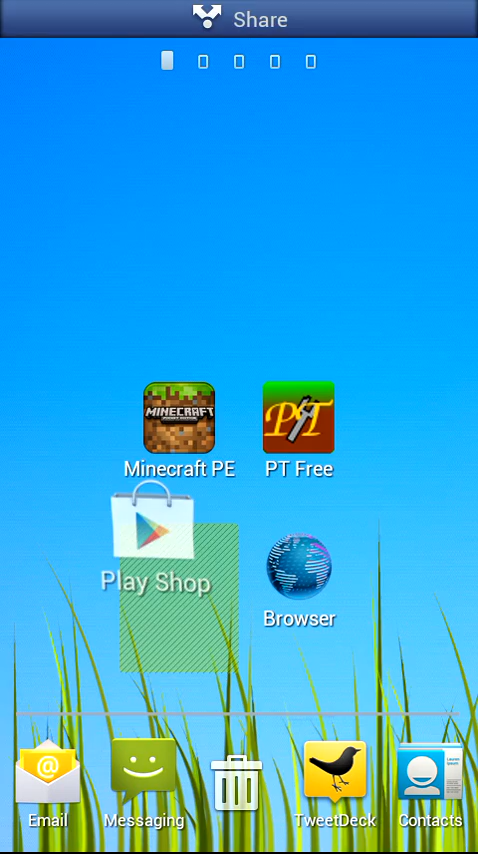 Share
MINECRAFT
POCKET EDITION
PT
Minecraft PE
PT Free
Play Shop
Browser
@
Email
Messaging
TweetDeck
Contacts